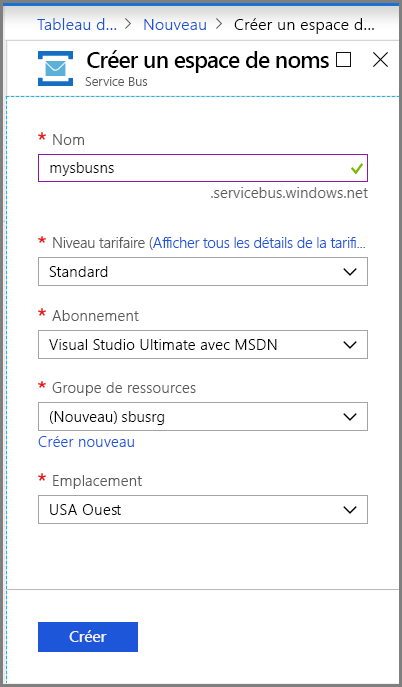 Tableau d... > Nouveau > Créer un espace de...
Créer un espace de noms
Service Bus
* Nom
mysbusns
.servicebus.windows.net
* Niveau tarifaire (Afficher tous les détails de la tarifi...
Standard
* Abonnement
Visual Studio Ultimate avec MSDN
* Groupe de ressources
(Nouveau) sbusrg
Créer nouveau
* Emplacement
USA Ouest
Créer